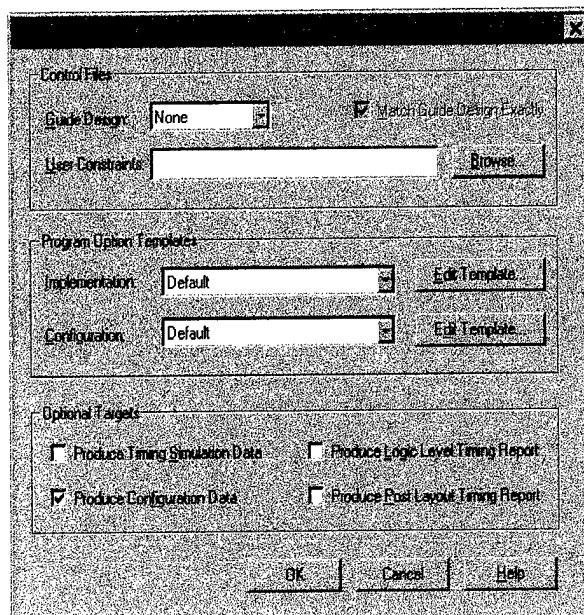 Control Files
Guide Design: None Match Guide Design Exactly
User Constraints: Browse...
Program Option Templates
Implementation: Default Edit Template...
Configuration: Default Edit Template...
Optional Targets
Produce Timing Simulation Data Produce Logic Level Timing Report
Produce Configuration Data Produce Post Layout Timing Report
OK Cancel Help